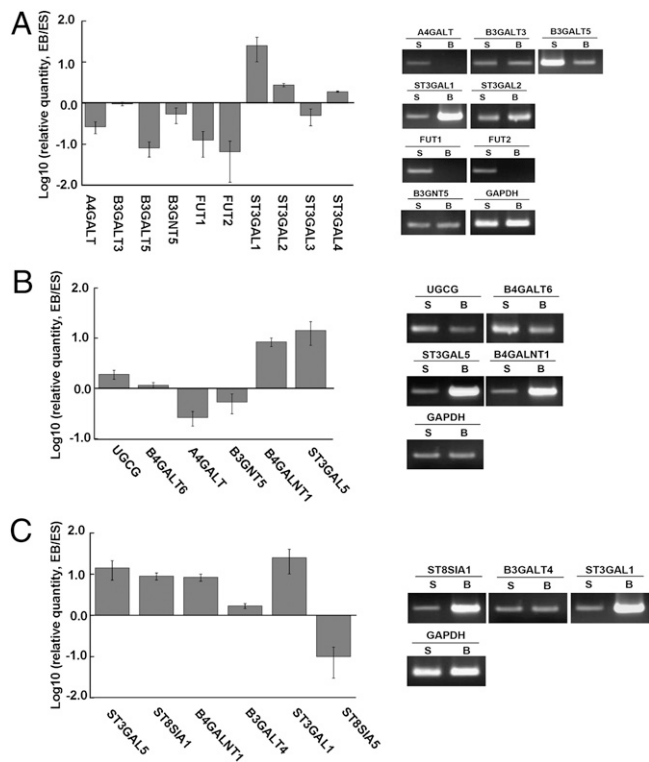 A
Log10 (relative quantity, EB/ES)
2.0
1.0
0.0
-1.0
-2.0
A4GALT
B3GALT3
B3GALT5
B3GNT5
FUT1
FUT2
ST3GAL1
ST3GAL2
ST3GAL3
ST3GAL4
A4GALT B3GALT3 B3GALT5
S B S B S B
ST3GAL1 ST3GAL2
S B S B
FUT1 FUT2
S B S B
B3GNT5 GAPDH
S B S B
B
Log10 (relative quantity, EB/ES)
2.0
1.0
0.0
-1.0
UGCG
B4GALT6
A4GALT
B3GNT5
B4GALNT1
ST3GAL5
UGCG B4GALT6
S B S B
ST3GAL5 B4GALNT1
S B S B
GAPDH
S B
C
Log10 (relative quantity, EB/ES)
2.0
1.0
0.0
-1.0
-2.0
ST3GAL5
ST8SIA1
B4GALNT1
B3GALT4
ST3GAL1
ST8SIA5
ST8SIA1 B3GALT4 ST3GAL1
S B S B S B
GAPDH
S B